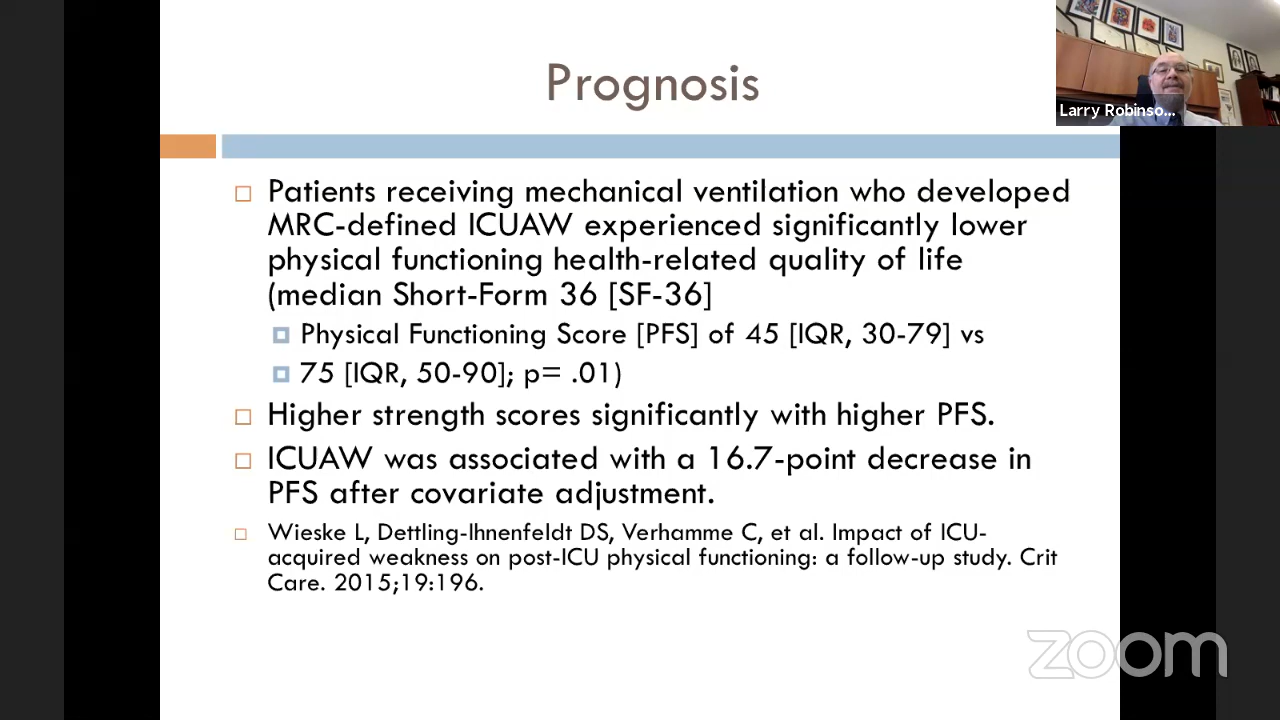 Prognosis
Larry Robinso...
Patients receiving mechanical ventilation who developed
MRC-defined ICUAW experienced significantly lower
physical functioning health-related quality of life
(median Short-Form 36 [SF-36]
Physical Functioning Score [PFS] of 45 [IQR, 30-79] vs
75 [IQR, 50-90]; p= .01)
Higher strength scores significantly with higher PFS.
ICUAW was associated with a 16.7-point decrease in
PFS after covariate adjustment.
Wieske L, Dettling-Ihnenfeldt DS, Verhamme C, et al. Impact of ICU-
acquired weakness on post-ICU physical functioning: a follow-up study. Crit
Care. 2015;19:196.
zoom